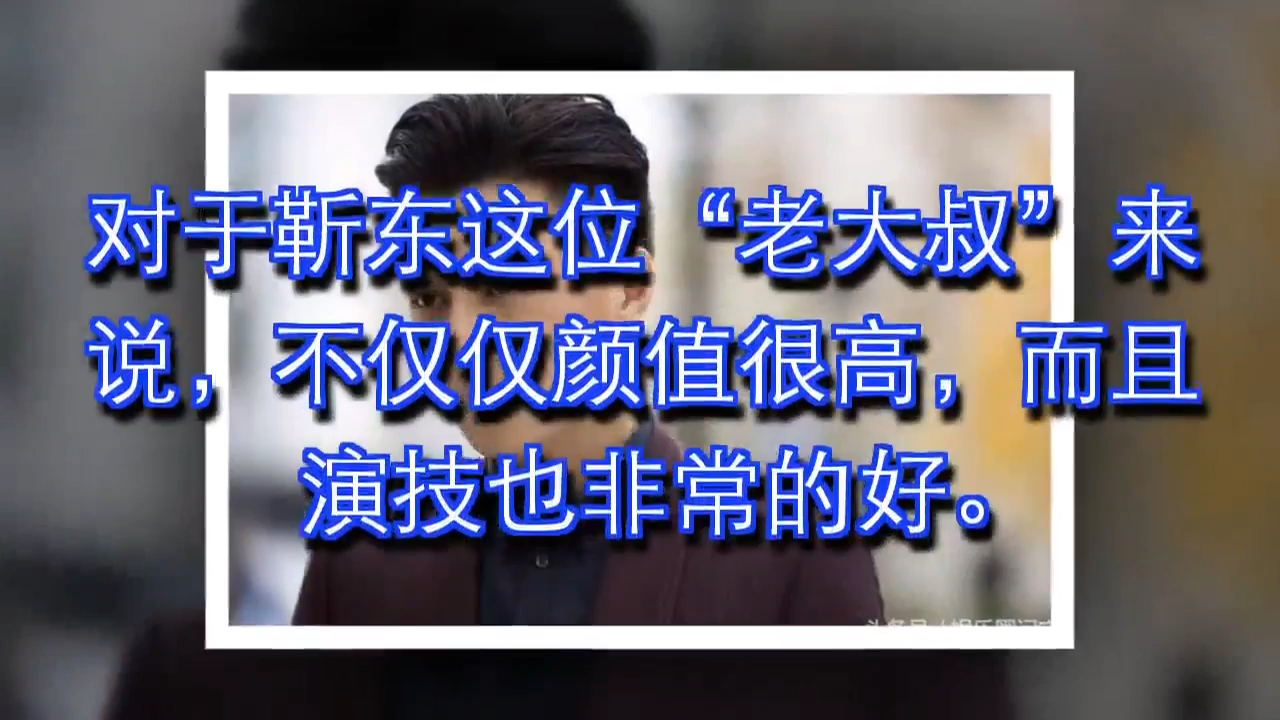 对于靳东这位“老大叔”来
说，不仅仅颜值很高，而且
演技也非常的好。